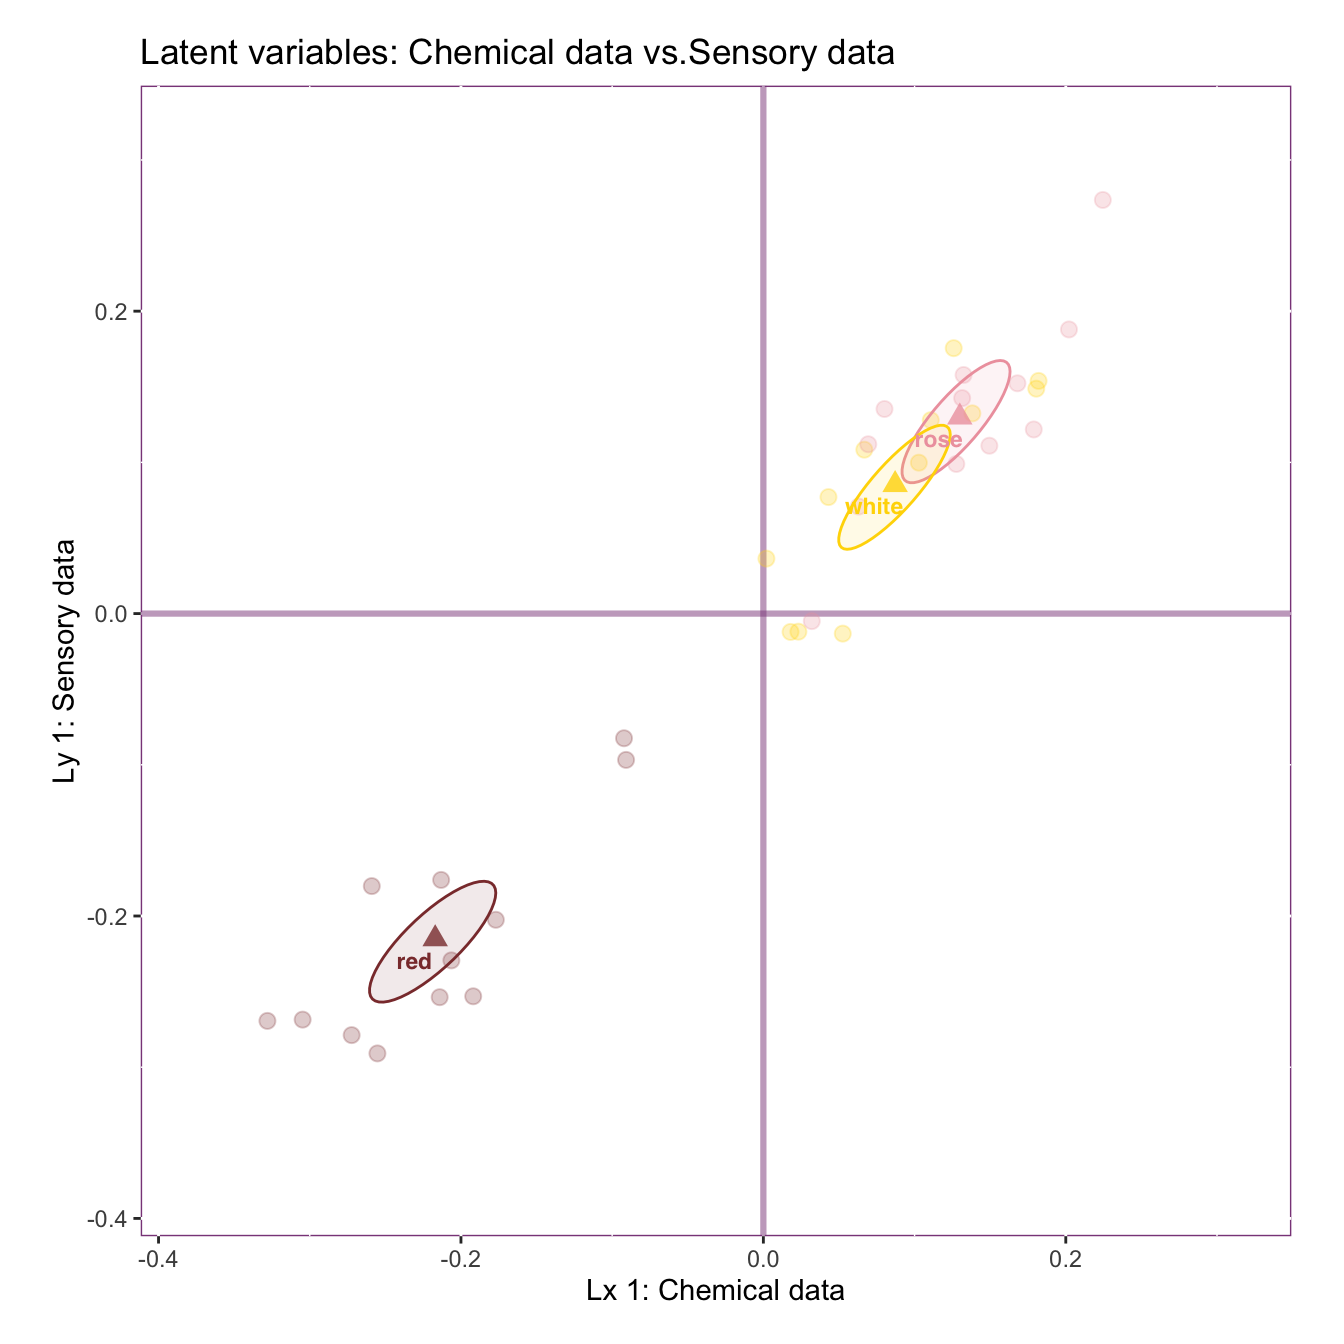 Latent variables: Chemical data vs.Sensory data
0.2
0.0
-0.2
-0.4
Ly 1: Sensory data
rose
white
red
-0.4 -0.2 0.0 0.2
Lx 1: Chemical data